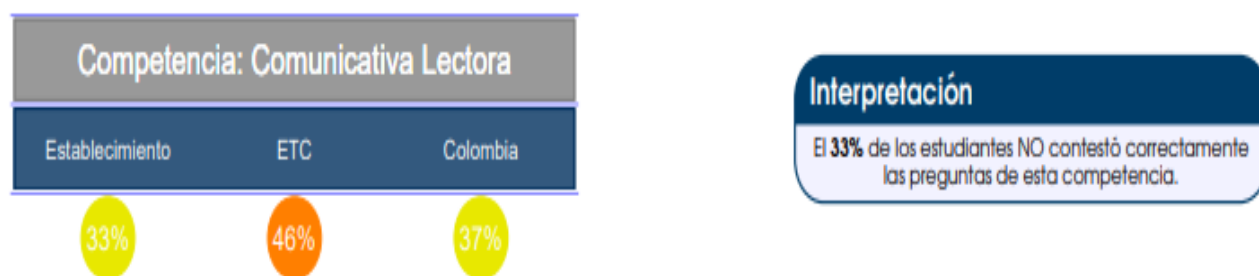 Competencia: Comunicativa Lectora
Establecimiento ETC Colombia
33% 46% 37%
Interpretación
El 33% de los estudiantes NO contestó correctamente
las preguntas de esta competencia.